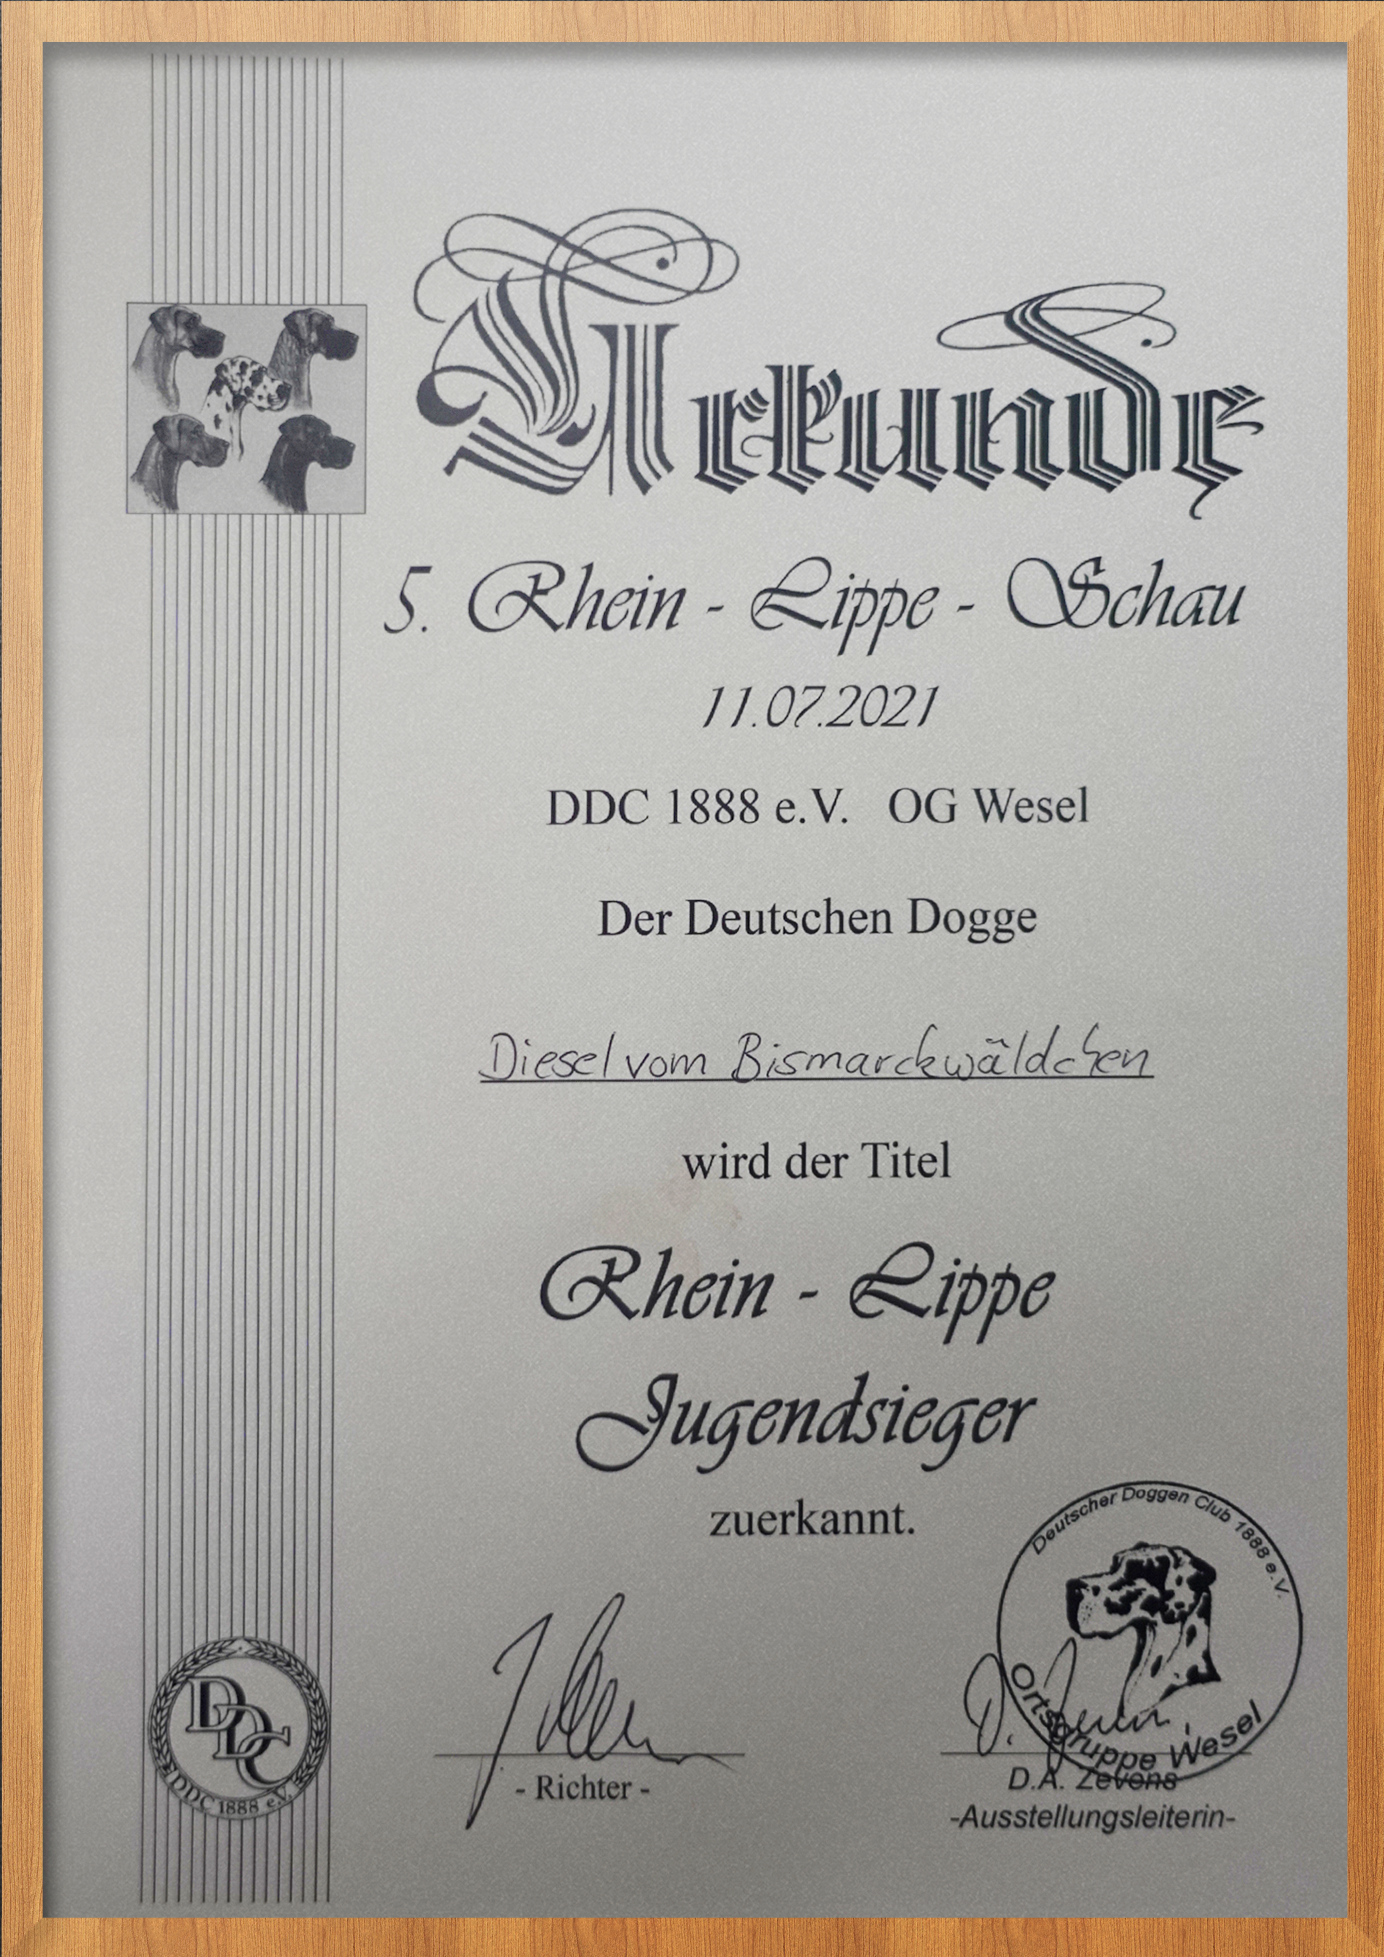 Urkunde
5. Rhein - Lippe - Schau
11.07.2021
DDC 1888 e.V. OG Wesel
Der Deutschen Dogge
Diesel vom Bismarckwäldchen
wird der Titel
Rhein - Lippe
Jugendsieger
zuerkannt.
Deutscher Doggen Club 1888 e.V.
Ortsgruppe Wesel
DDC
DDC 1888 e.V.
- Richter -
D.A. Zevens
-Ausstellungsleiterin-